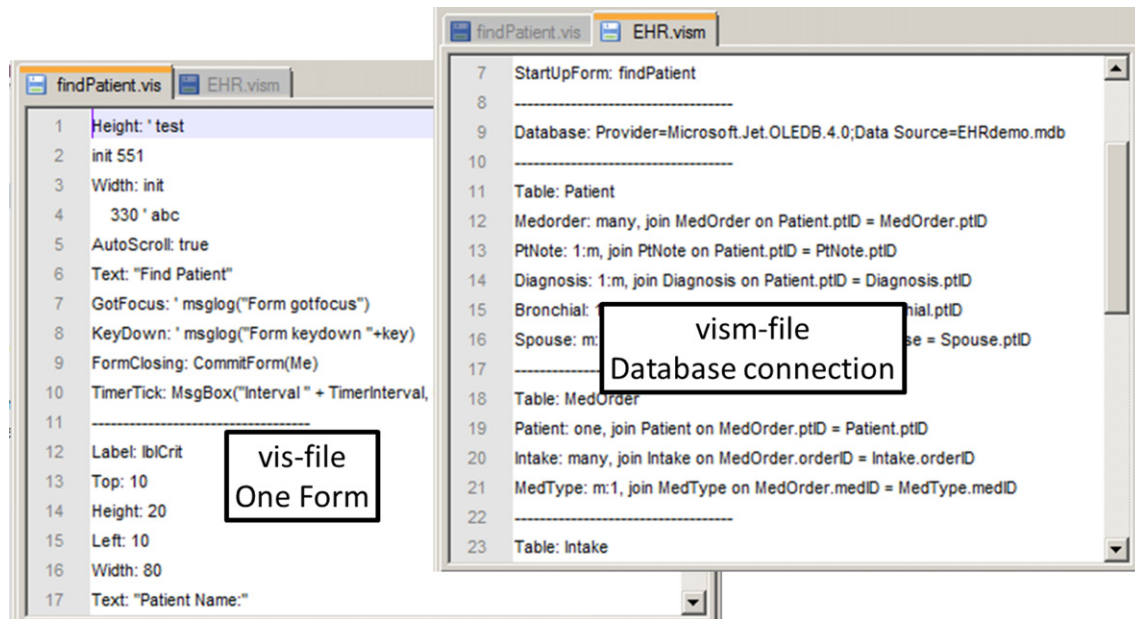 findPatient.vis EHR.vism
1 Height: ' test
2 init 551
3 Width: init
4 330 ' abc
5 AutoScroll: true
6 Text: "Find Patient"
7 GotFocus: ' msglog("Form gotfocus")
8 KeyDown: ' msglog("Form keydown "+key)
9 FormClosing: CommitForm(Me)
10 TimerTick: MsgBox("Interval " + TimerInterval,
11 -----------------------------------
12 Label: lblCrit
13 Top: 10
14 Height: 20
15 Left: 10
16 Width: 80
17 Text: "Patient Name:"
vis-file
One Form
findPatient.vis EHR.vism
7 StartUpForm: findPatient
8 -----------------------------------
9 Database: Provider=Microsoft.Jet.OLEDB.4.0;Data Source=EHRdemo.mdb
10 -----------------------------------
11 Table: Patient
12 Medorder: many, join MedOrder on Patient.ptID = MedOrder.ptID
13 PtNote: 1:m, join PtNote on Patient.ptID = PtNote.ptID
14 Diagnosis: 1:m, join Diagnosis on Patient.ptID = Diagnosis.ptID
15 Bronchial: hial.ptID
16 Spouse: m: se = Spouse.ptID
17 -----------
18 Table: MedOrder
19 Patient: one, join Patient on MedOrder.ptID = Patient.ptID
20 Intake: many, join Intake on MedOrder.orderID = Intake.orderID
21 MedType: m:1, join MedType on MedOrder.medID = MedType.medID
22 -----------------------------------
23 Table: Intake
vism-file
Database connection